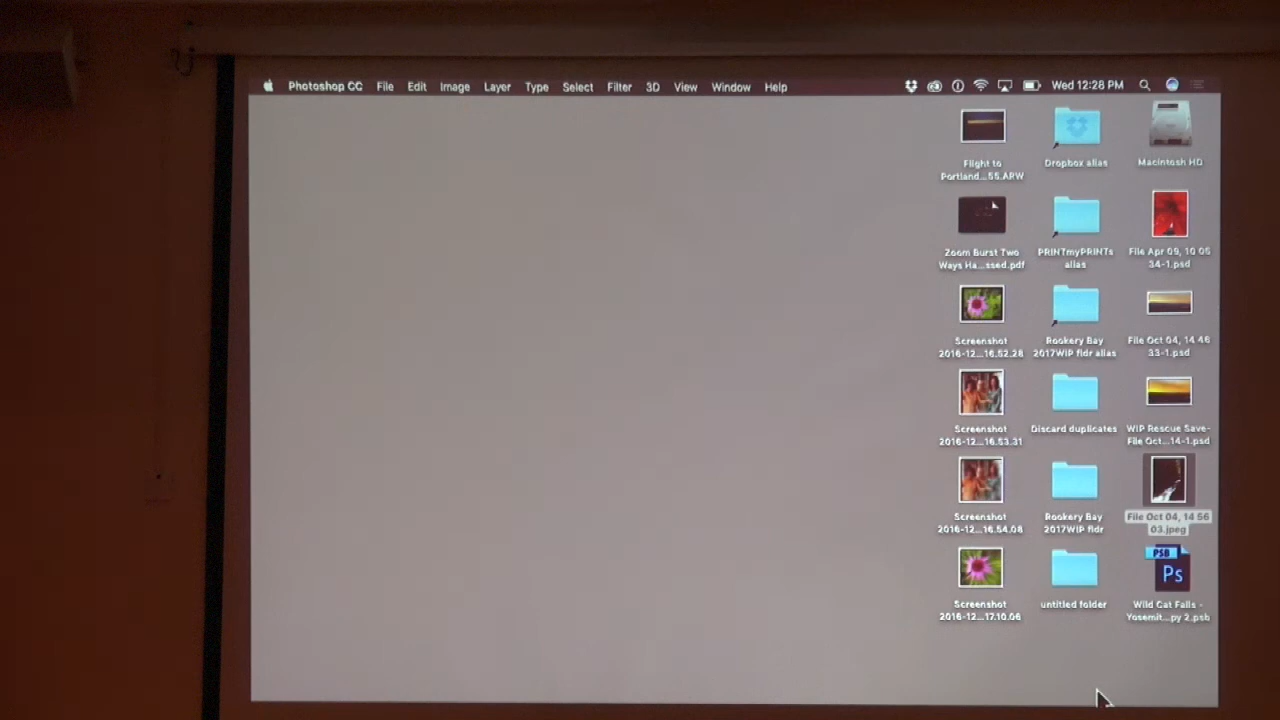 Photoshop CC File Edit Image Layer Type Select Filter 3D View Window Help Wed 12:28 PM
Flight to
Portland...55.ARW
Dropbox alias
Macintosh HD
Zoom Burst Two
Ways Ha...ssed.pdf
PRINTmyPRINTs
alias
File Apr 09, 10 05
34-1.psd
Screenshot
2016-12...16.52.28
Rookery Bay
2017WIP fldr alias
File Oct 04, 14 46
33-1.psd
Screenshot
2016-12...16.53.31
Discard duplicates
WIP Rescue Save-
File Oct...14-1.psd
Screenshot
2016-12...16.54.08
Rookery Bay
2017WIP fldr
File Oct 04, 14 56
03.jpeg
Screenshot
2016-12...17.10.06
untitled folder
PSB
Ps
Wild Cat Falls -
Yosemit...py 2.psb